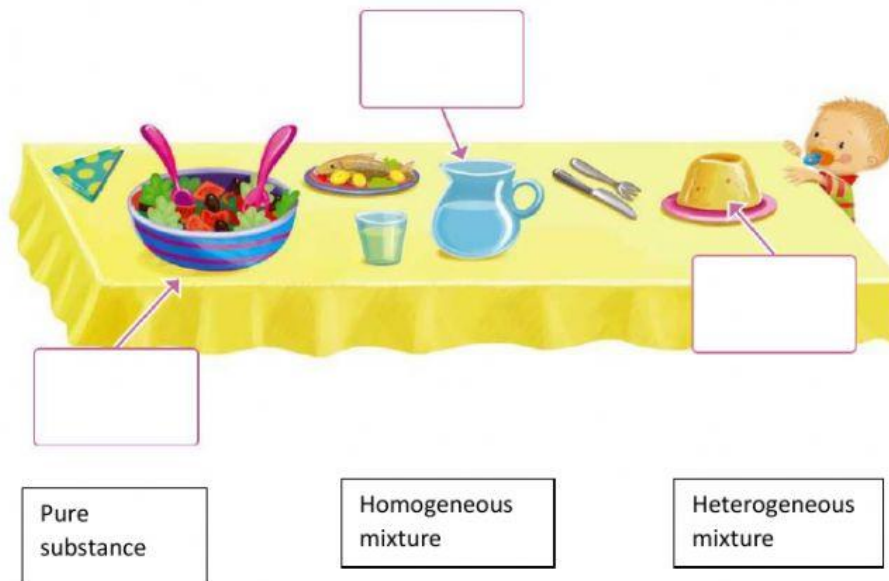 Pure
substance
Homogeneous
mixture
Heterogeneous
mixture